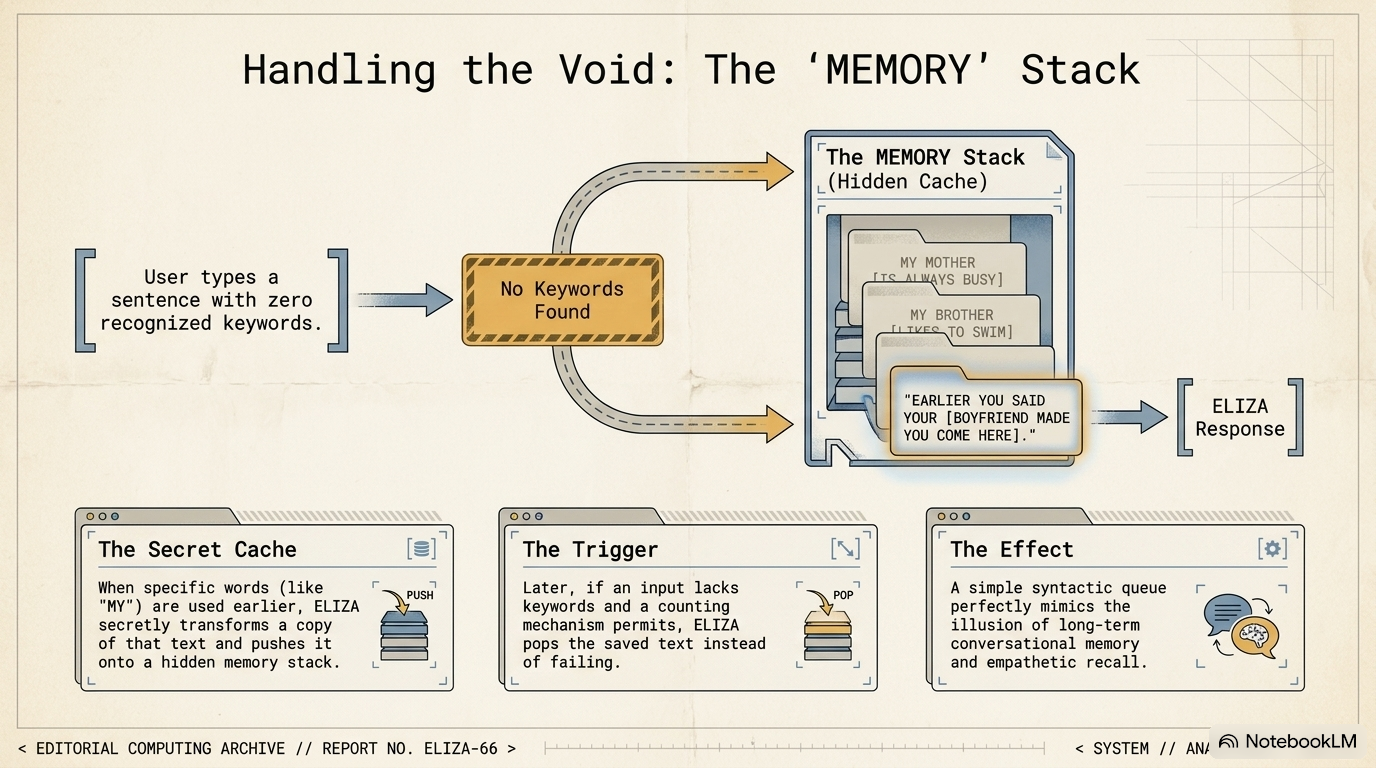 Handling the Void: The ‘MEMORY’ Stack
User types a
sentence with zero
recognized keywords.
No Keywords
Found
The MEMORY Stack
(Hidden Cache)
MY MOTHER
[IS ALWAYS BUSY]
MY BROTHER
[LIKES TO SWIM]
"EARLIER YOU SAID
YOUR [BOYFRIEND MADE
YOU COME HERE]."
ELIZA
Response
The Secret Cache
When specific words (like
"MY") are used earlier, ELIZA
secretly transforms a copy
of that text and pushes it
onto a hidden memory stack.
PUSH
The Trigger
Later, if an input lacks
keywords and a counting
mechanism permits, ELIZA
pops the saved text instead
of failing.
POP
The Effect
A simple syntactic queue
perfectly mimics the
illusion of long-term
conversational memory
and empathetic recall.
< EDITORIAL COMPUTING ARCHIVE // REPORT NO. ELIZA-66 >
< SYSTEM // ANA
NotebookLM